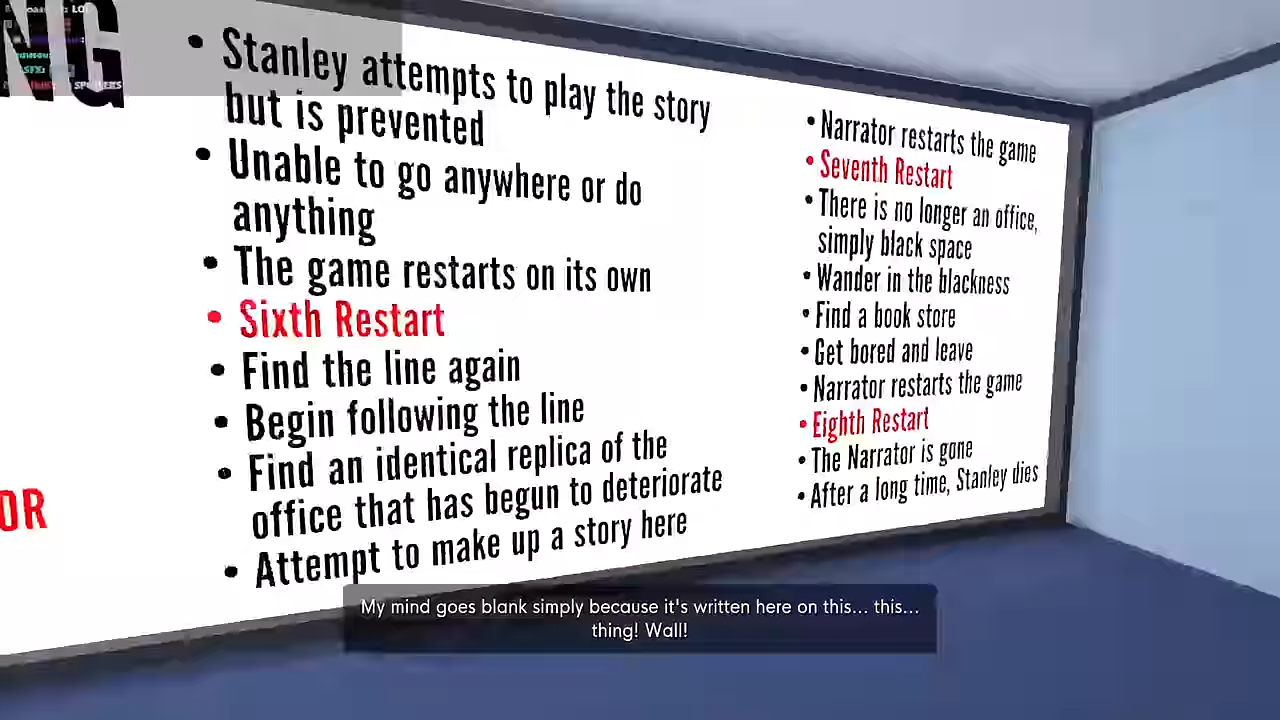 NG
• Stanley attempts to play the story
but is prevented
• Unable to go anywhere or do
anything
• The game restarts on its own
• Sixth Restart
• Find the line again
• Begin following the line
• Find an identical replica of the
office that has begun to deteriorate
• Attempt to make up a story here
OR
• Narrator restarts the game
• Seventh Restart
• There is no longer an office,
simply black space
• Wander in the blackness
• Find a book store
• Get bored and leave
• Narrator restarts the game
• Eighth Restart
• The Narrator is gone
• After a long time, Stanley dies
SPOILERS
My mind goes blank simply because it's written here on this... this...
thing! Wall!